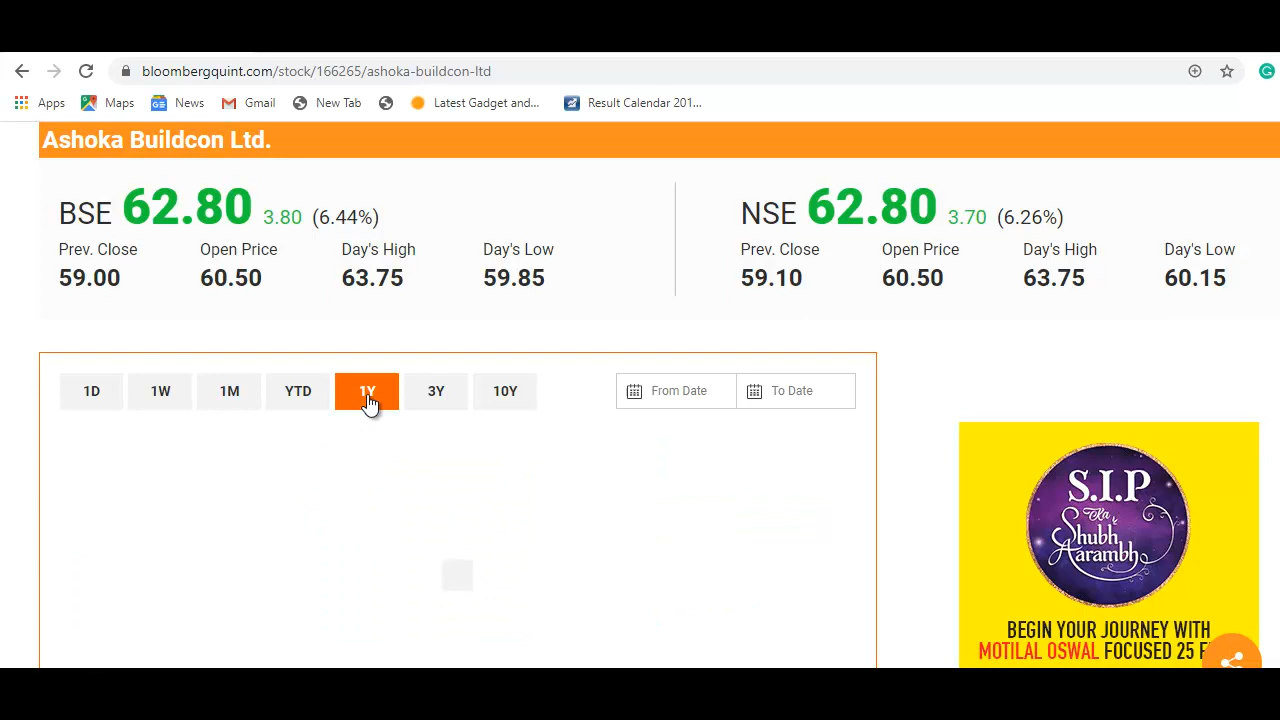 bloombergquint.com/stock/166265/ashoka-buildcon-ltd
Apps Maps News Gmail New Tab Latest Gadget and... Result Calendar 201...
Ashoka Buildcon Ltd.
BSE 62.80 3.80 (6.44%)
Prev. Close Open Price Day's High Day's Low
59.00 60.50 63.75 59.85
NSE 62.80 3.70 (6.26%)
Prev. Close Open Price Day's High Day's Low
59.10 60.50 63.75 60.15
1D 1W 1M YTD 1Y 3Y 10Y From Date To Date
S.I.P
Ka
Shubh
Aarambh
BEGIN YOUR JOURNEY WITH
MOTILAL OSWAL FOCUSED 25